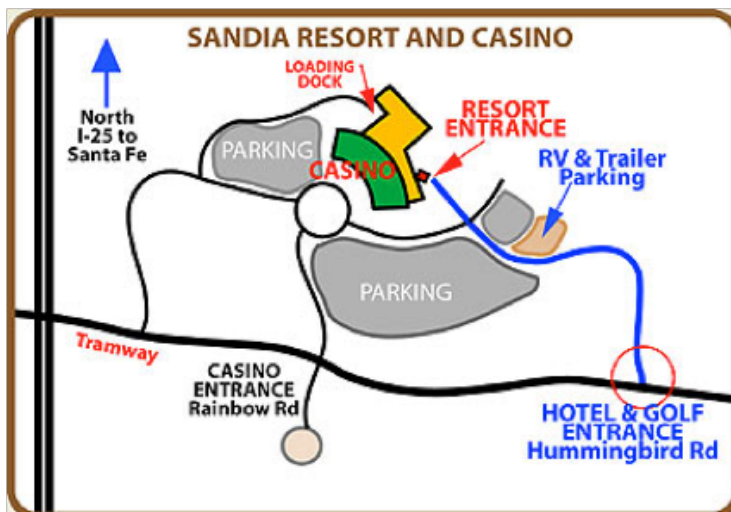 SANDIA RESORT AND CASINO
LOADING
DOCK
North
I-25 to
Santa Fe
RESORT
ENTRANCE
PARKING
CASINO
RV & Trailer
Parking
PARKING
Tramway
CASINO
ENTRANCE
Rainbow Rd
HOTEL & GOLF
ENTRANCE
Hummingbird Rd